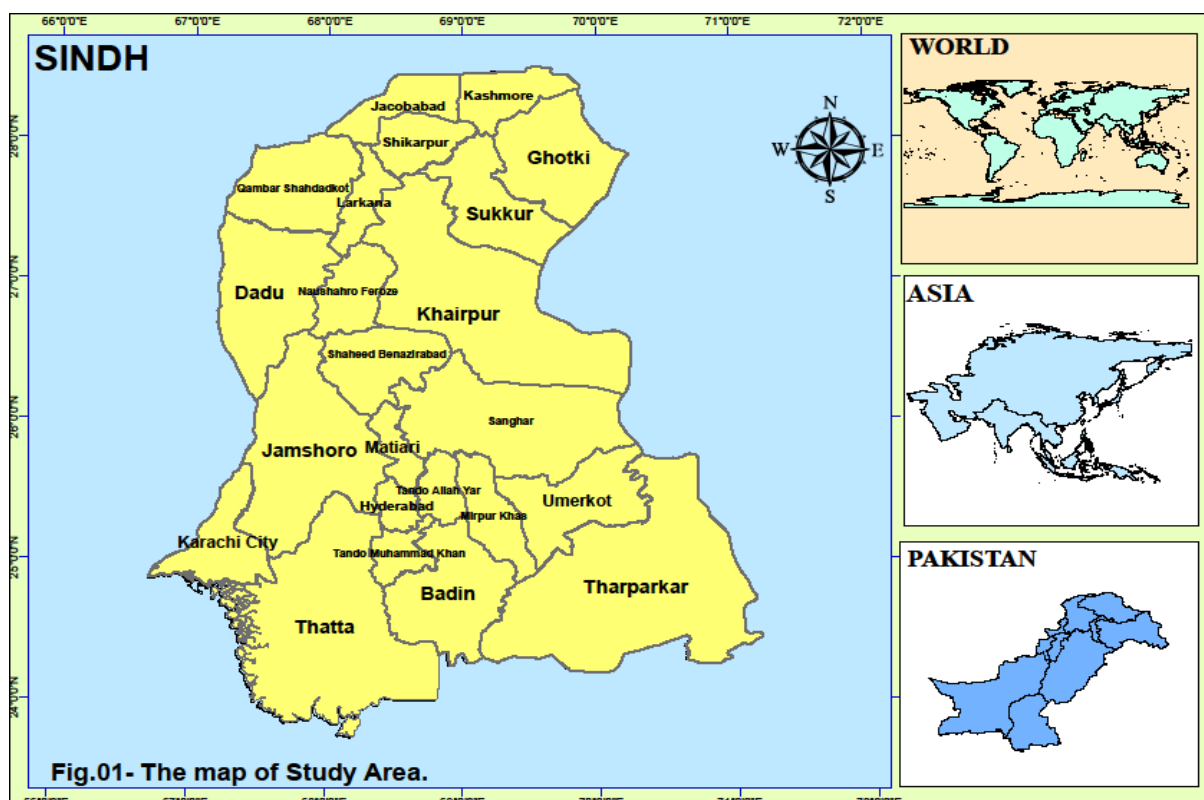 66°0'0"E 67°0'0"E 68°0'0"E 69°0'0"E 70°0'0"E 71°0'0"E 72°0'0"E
SINDH
Jacobabad
Kashmore
Shikarpur
Ghotki
Qambar Shahdadkot
Larkana
Sukkur
Dadu
Naushahro Feroze
Khairpur
Shaheed Benazirabad
Sanghar
Jamshoro
Matiari
Tando Allah Yar
Hyderabad
Mirpur Khas
Umerkot
Karachi City
Tando Muhammad Khan
Badin
Tharparkar
Thatta
N
W
E
S
28°0'0"N
27°0'0"N
26°0'0"N
25°0'0"N
24°0'0"N
Fig.01- The map of Study Area.
WORLD
ASIA
PAKISTAN